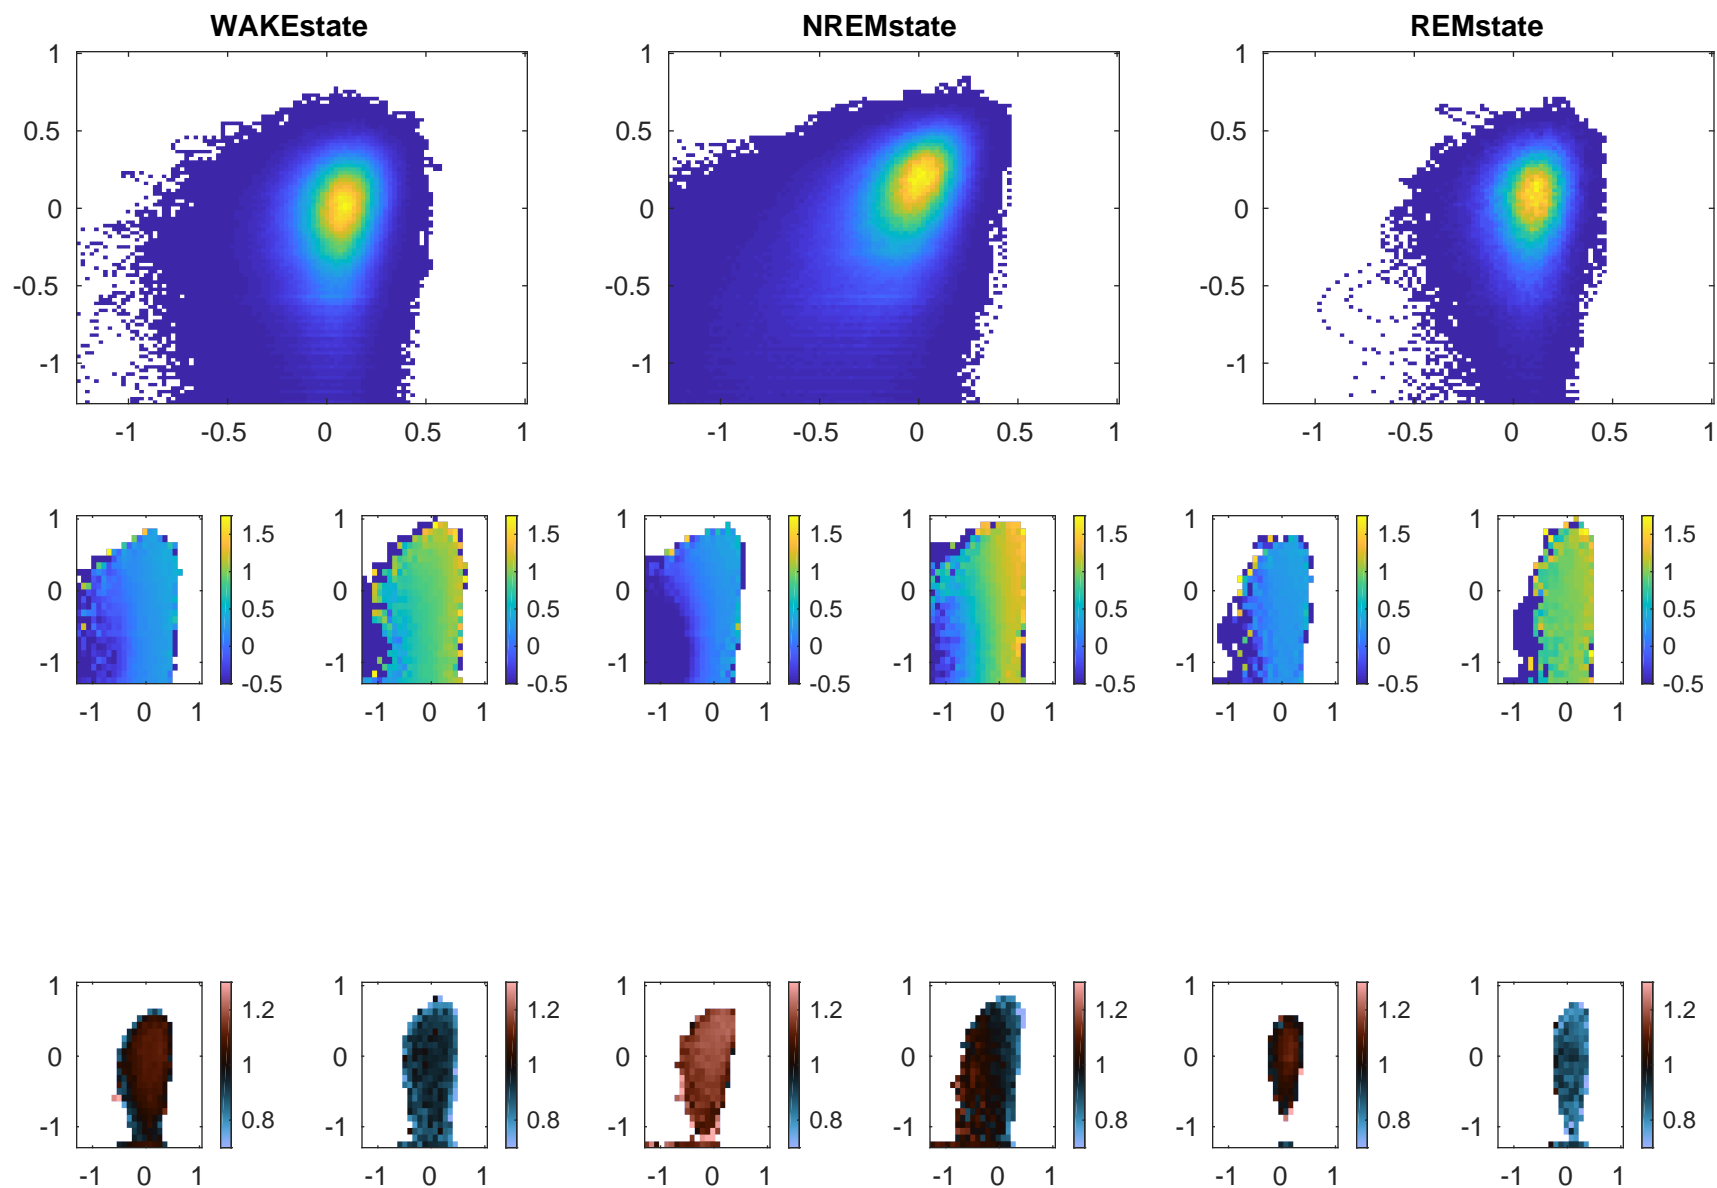 WAKEstate NREMstate REMstate
1 1 1
0.5 0.5 0.5
0 0 0
-0.5 -0.5 -0.5
-1 -1 -1
-1 -0.5 0 0.5 1 -1 -0.5 0 0.5 1 -1 -0.5 0 0.5 1
1 1.5 1 1.5 1 1.5 1 1.5 1 1.5 1 1.5
1 1 1 1 1 1
0 0.5 0 0.5 0 0.5 0 0.5 0 0.5 0 0.5
0 0 0 0 0 0
-1 -0.5 -1 -0.5 -1 -0.5 -1 -0.5 -1 -0.5 -1 -0.5
-1 0 1 -1 0 1 -1 0 1 -1 0 1 -1 0 1 -1 0 1
1 1.2 1 1.2 1 1.2 1 1.2 1 1.2 1 1.2
0 1 0 1 0 1 0 1 0 1 0 1
-1 0.8 -1 0.8 -1 0.8 -1 0.8 -1 0.8 -1 0.8
-1 0 1 -1 0 1 -1 0 1 -1 0 1 -1 0 1 -1 0 1